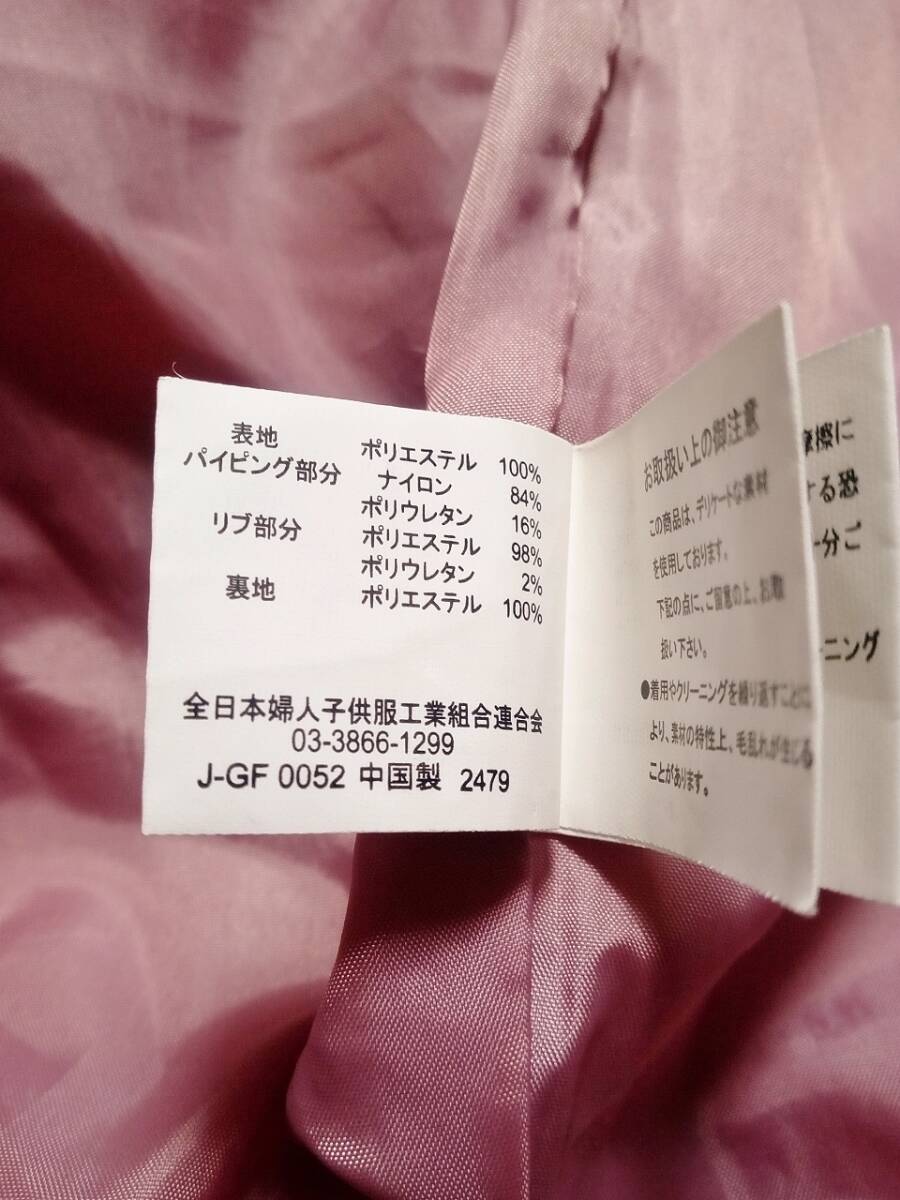 表地 ポリエステル 100%
パイピング部分 ナイロン 84%
ポリウレタン 16%
リブ部分 ポリエステル 98%
ポリウレタン 2%
裏地 ポリエステル 100%
全日本婦人子供服工業組合連合会
03-3866-1299
J-GF 0052 中国製 2479
お取扱い上の御注意
この商品は、デリケートな素材
を使用しております。
下記の点に、ご留意の上、お取
扱い下さい。
●着用やクリーニングを繰り返すことに
より、素材の特性上、毛乱れが生じる
ことがあります。
摩擦に
する恐
分ご
ニング